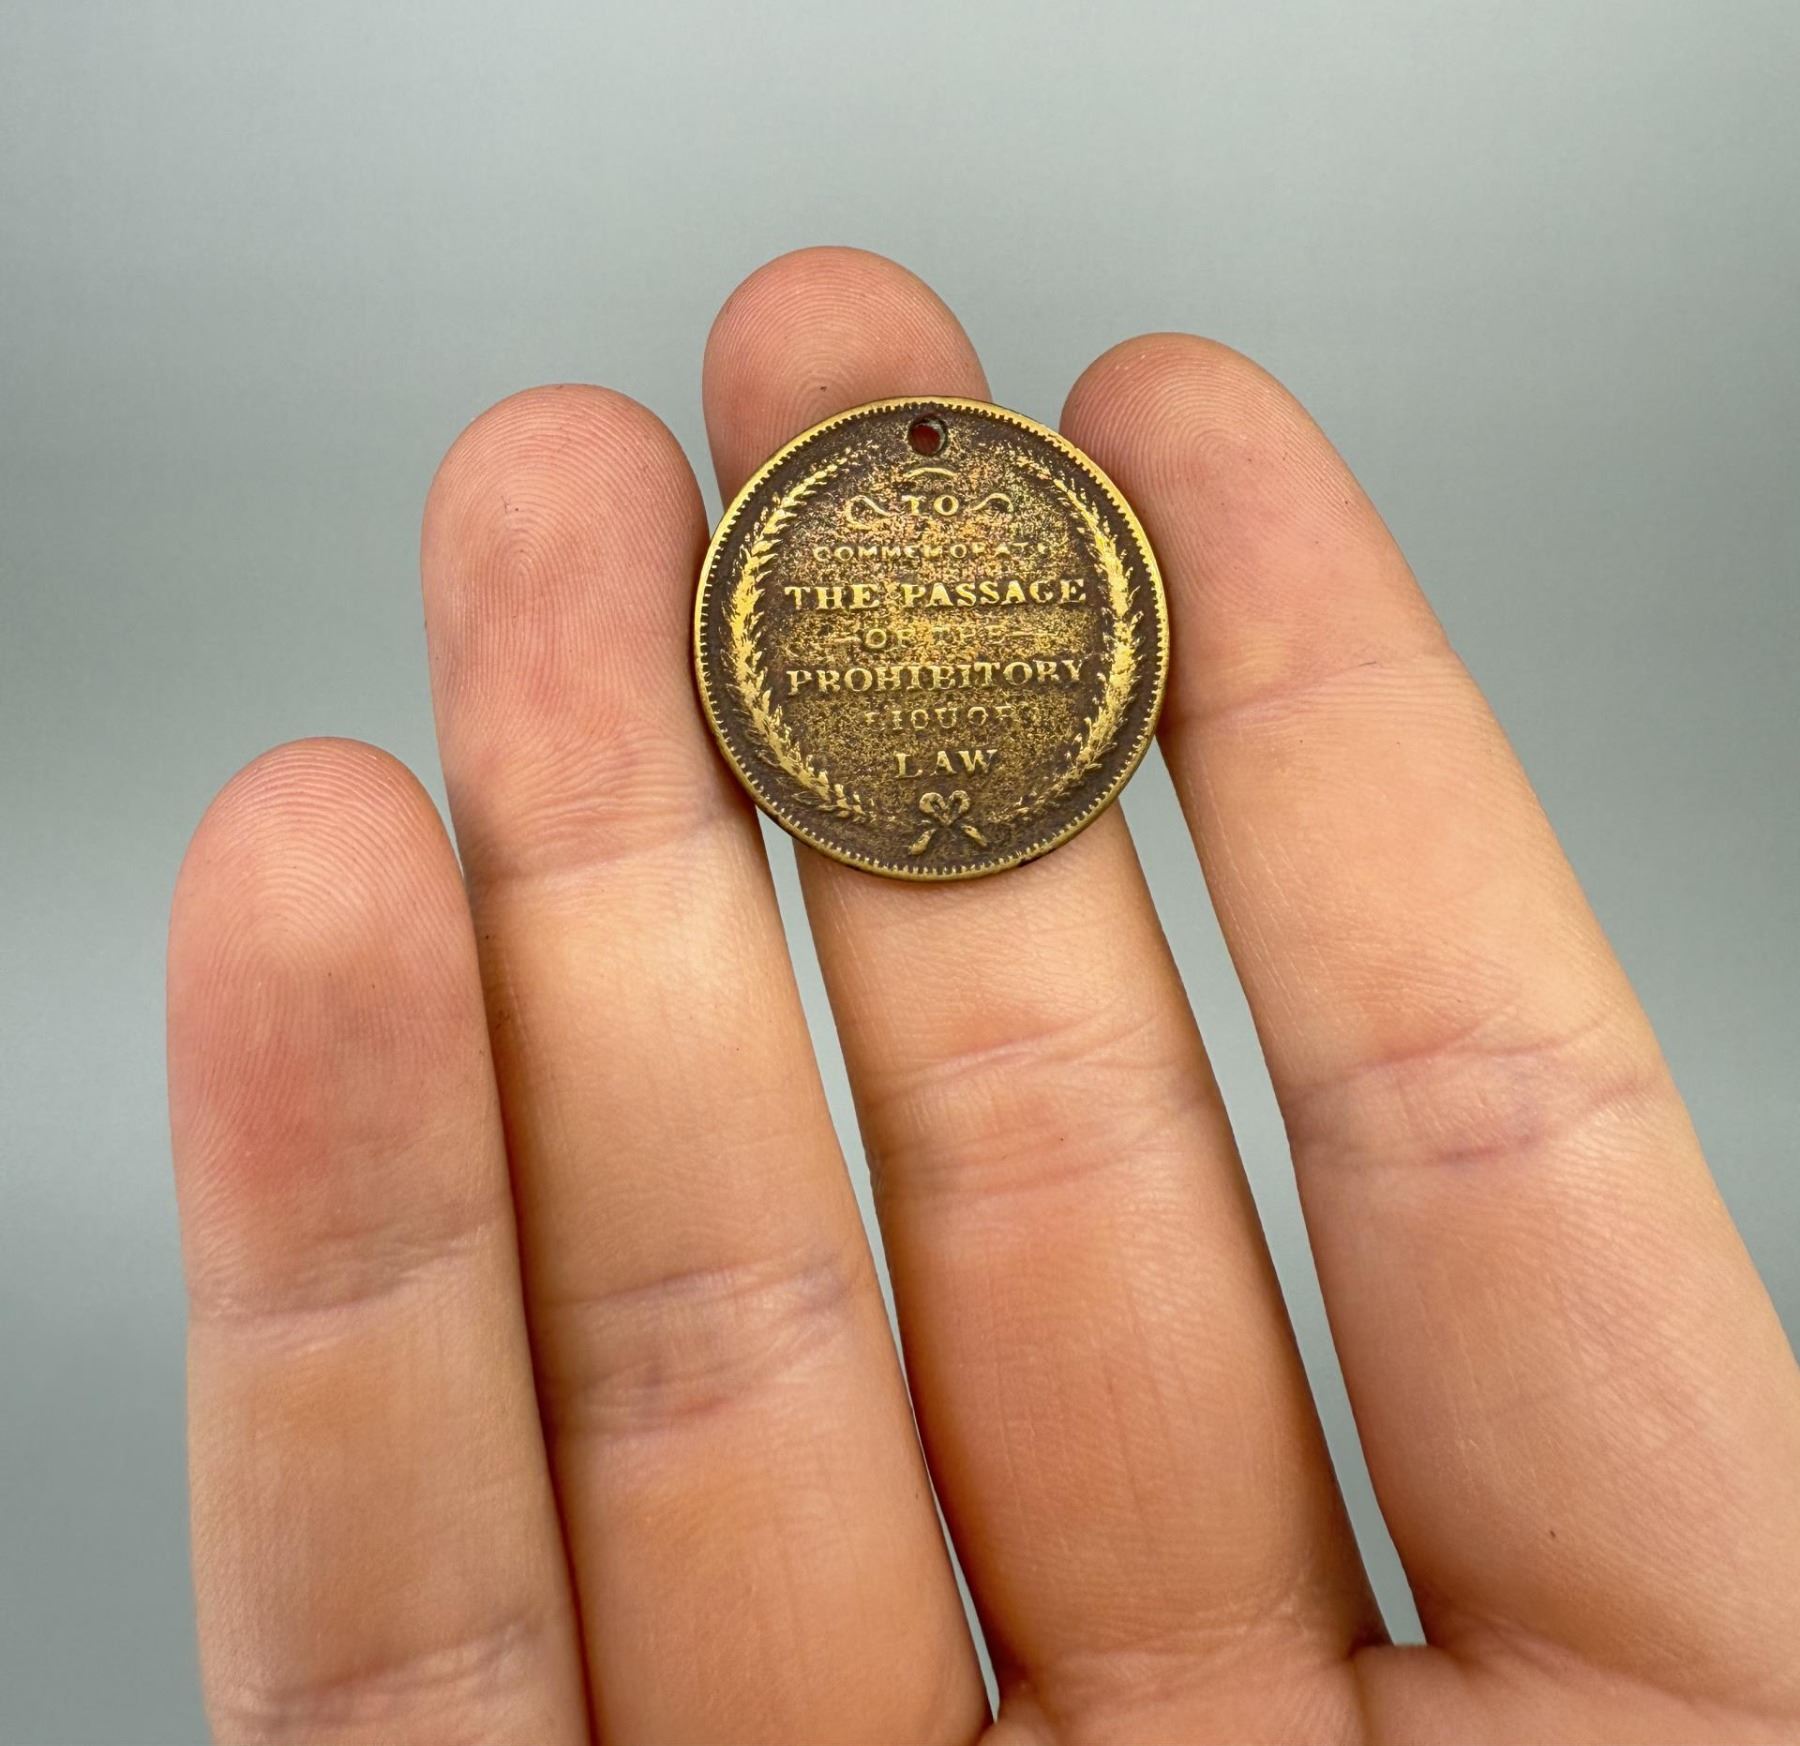 TO
COMMEMORATE
THE PASSAGE
OF THE
PROHIBITORY
LIQUOR
LAW